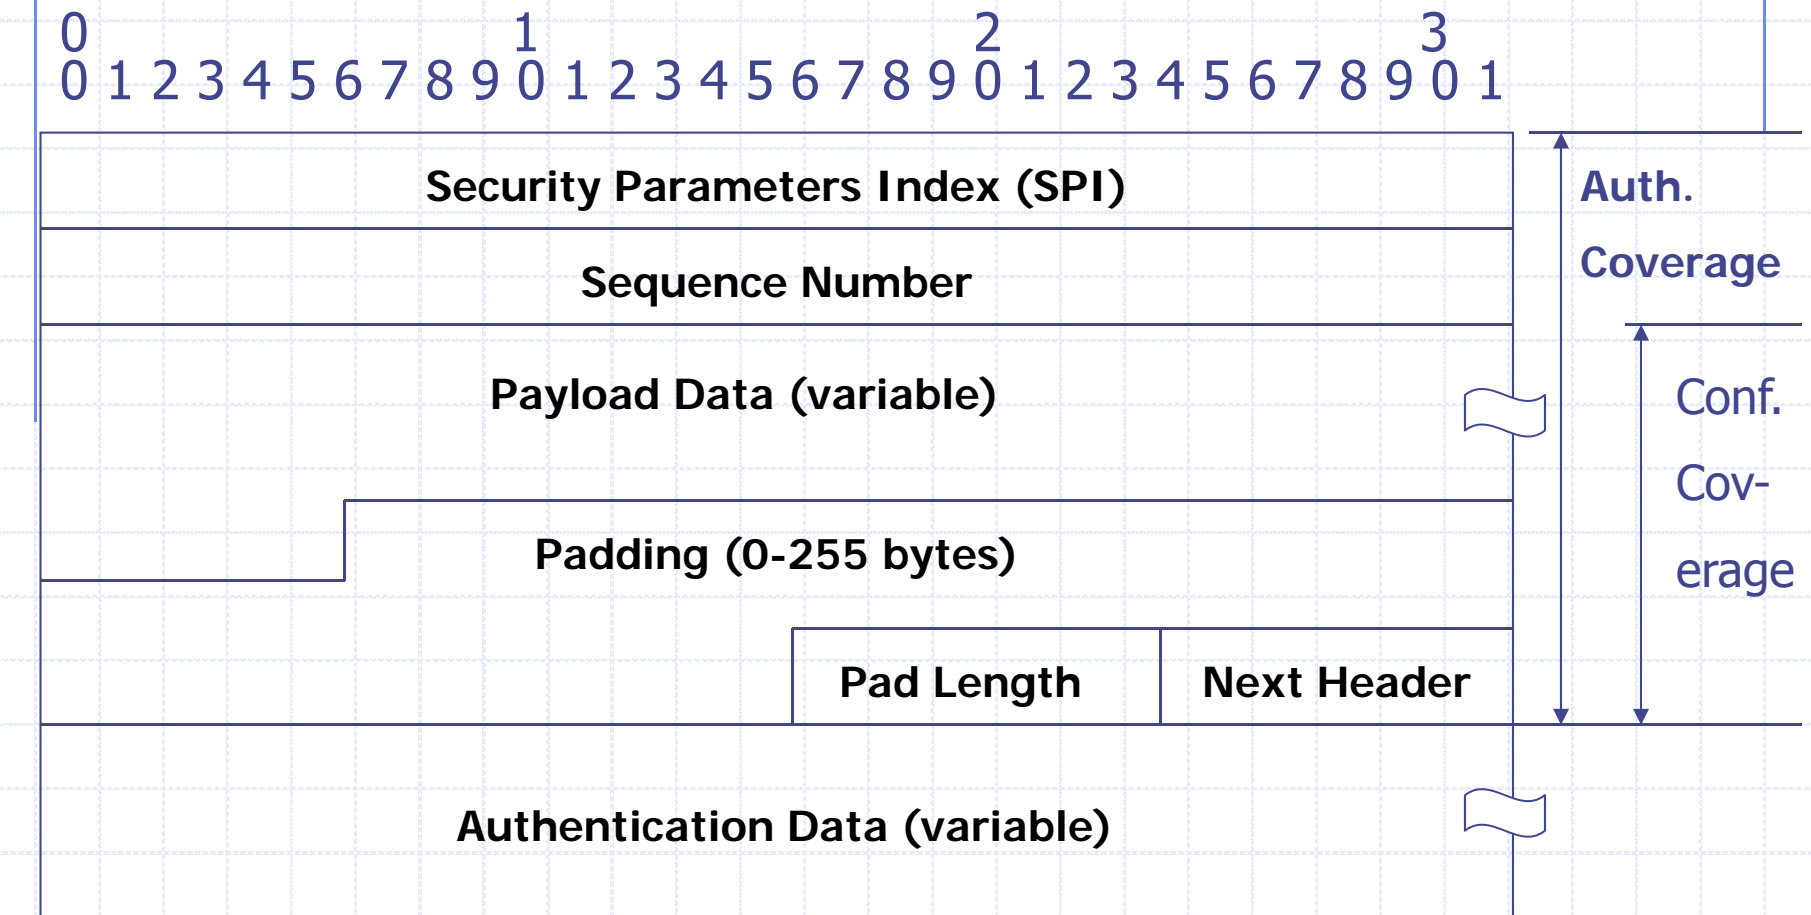 0 1 2 3
0 1 2 3 4 5 6 7 8 9 0 1 2 3 4 5 6 7 8 9 0 1 2 3 4 5 6 7 8 9 0 1
Security Parameters Index (SPI)
Auth.
Coverage
Sequence Number
Payload Data (variable)
Conf.
Cov-
erage
Padding (0-255 bytes)
Pad Length
Next Header
Authentication Data (variable)